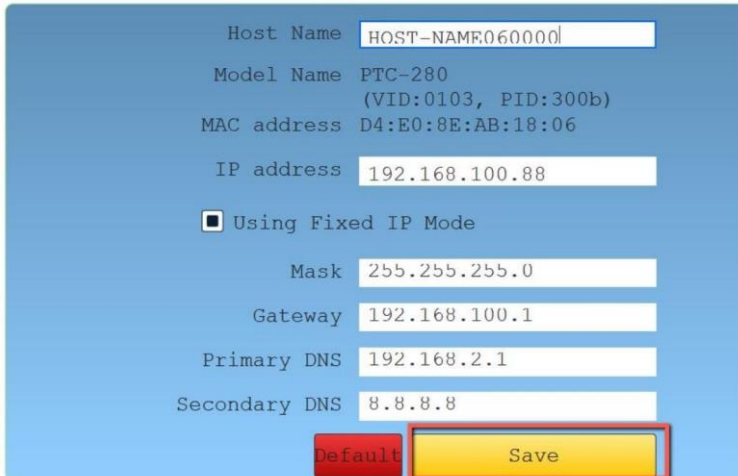 Host Name HOST-NAME060000
Model Name PTC-280
(VID:0103, PID:300b)
MAC address D4:E0:8E:AB:18:06
IP address 192.168.100.88
Using Fixed IP Mode
Mask 255.255.255.0
Gateway 192.168.100.1
Primary DNS 192.168.2.1
Secondary DNS 8.8.8.8
Default Save